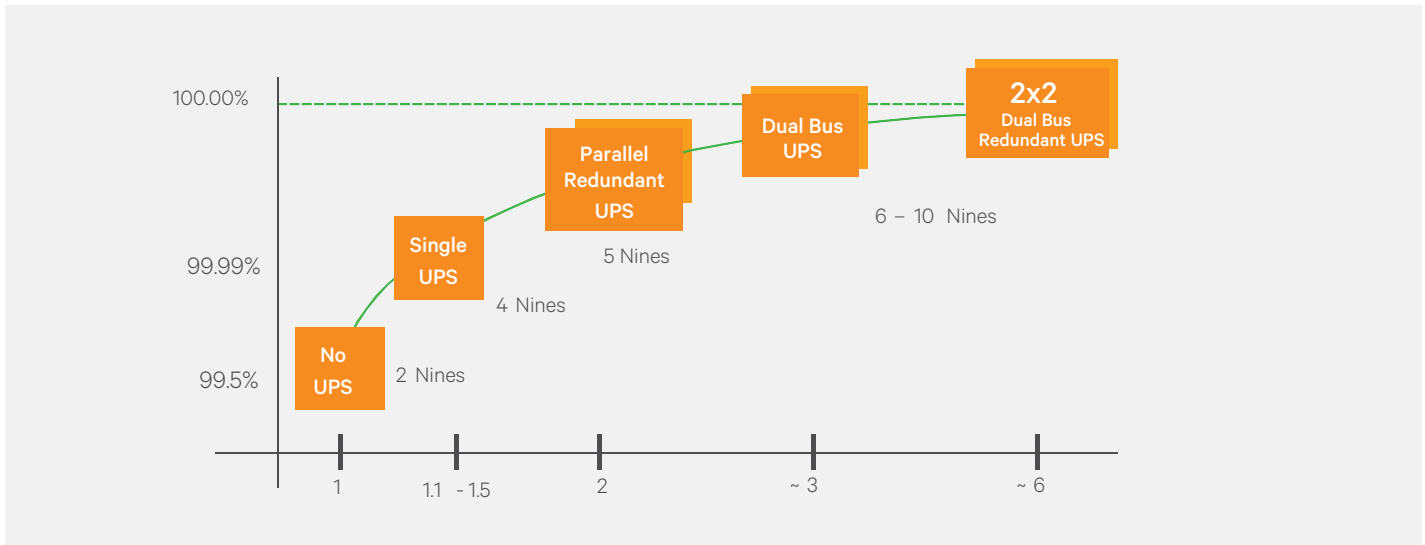 100.00%
99.99%
99.5%
No
UPS
2 Nines
Single
UPS
4 Nines
Parallel
Redundant
UPS
5 Nines
Dual Bus
UPS
6 – 10 Nines
2x2
Dual Bus
Redundant UPS
1
1.1 - 1.5
2
~ 3
~ 6